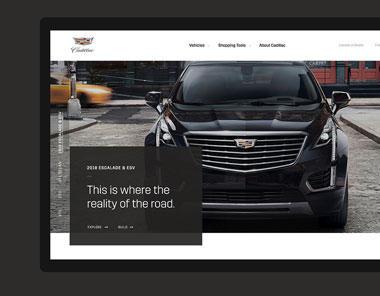 Cadillac
Vehicles
Shopping Tools
About Cadillac
Locate a Dealer
2018 ESCALADE & ESV
2018 ESCALADE & ESV
This is where the
reality of the road.
EXPLORE
BUILD